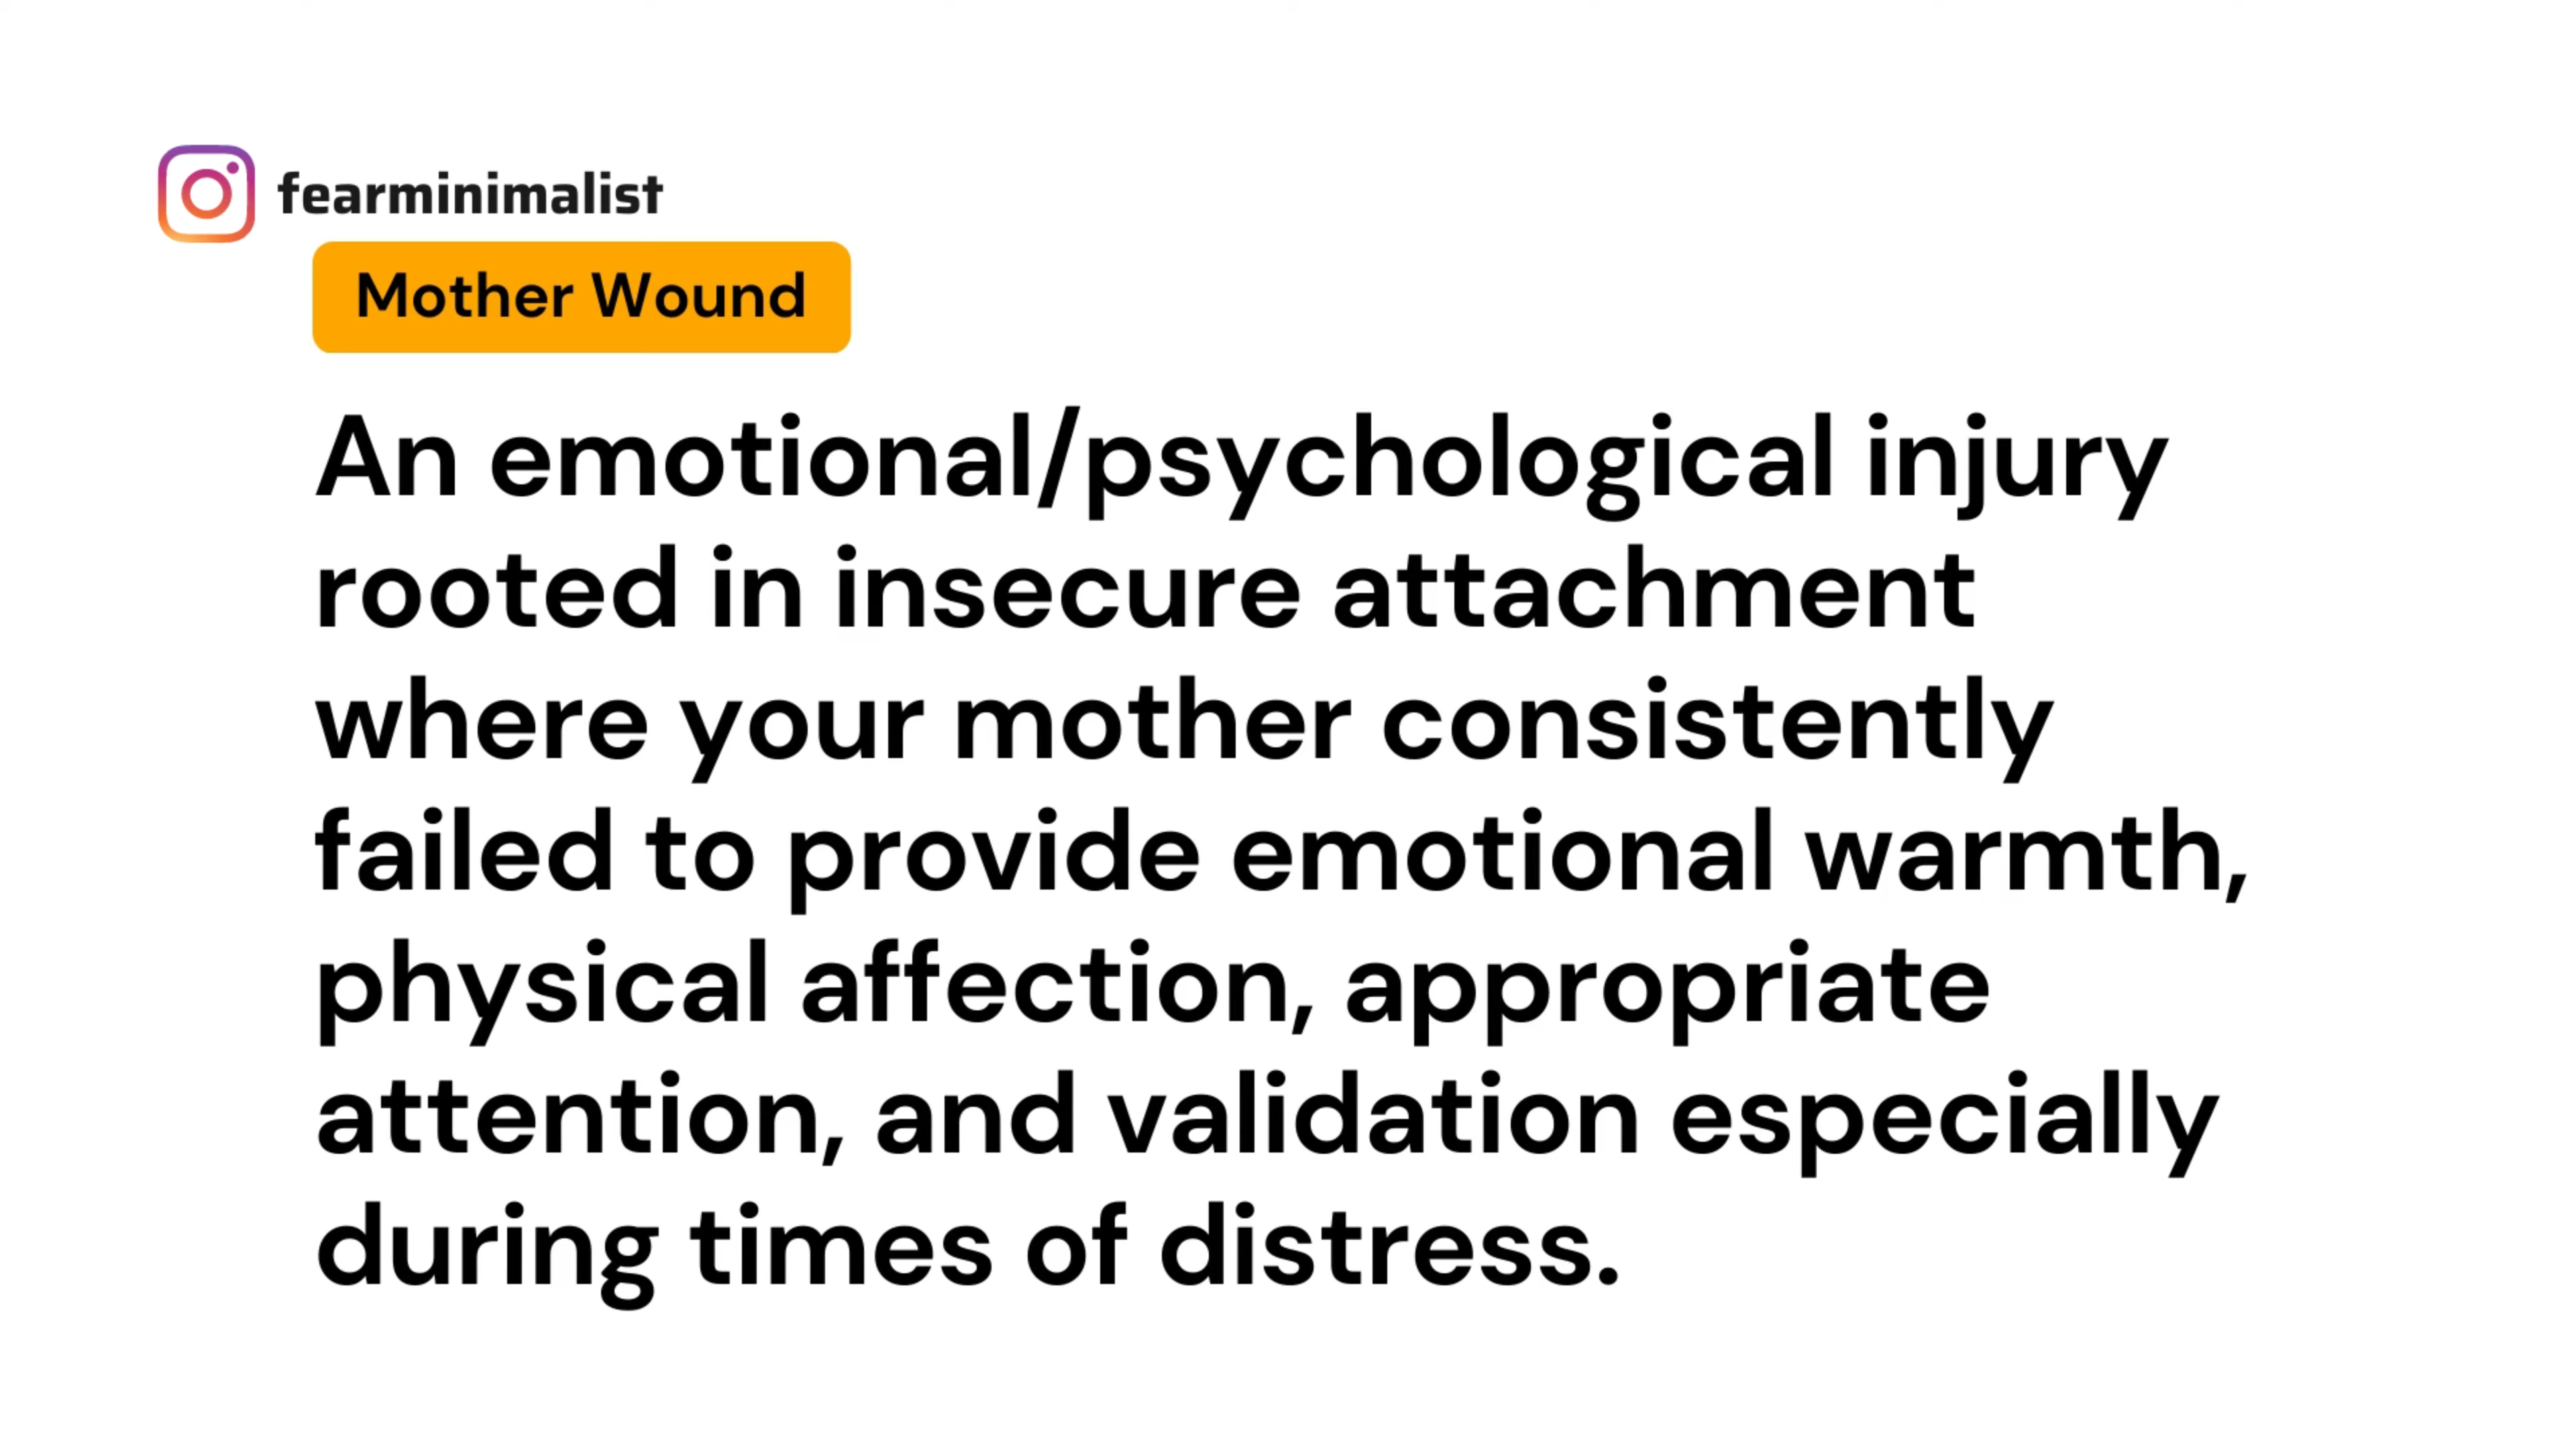 fearminimalist
Mother Wound
An emotional/psychological injury
rooted in insecure attachment
where your mother consistently
failed to provide emotional warmth,
physical affection, appropriate
attention, and validation especially
during times of distress.